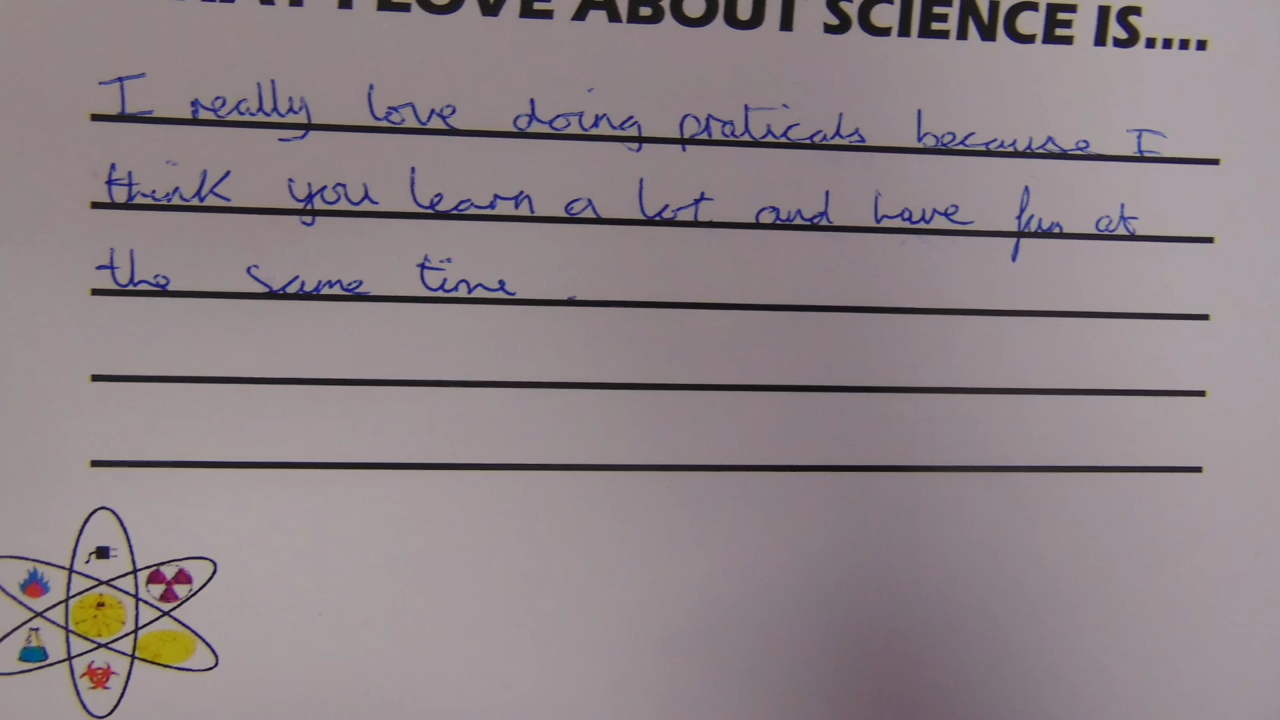 WHAT I LOVE ABOUT SCIENCE IS....
I really love doing praticals because I
think you learn a lot and have fun at
the same time.